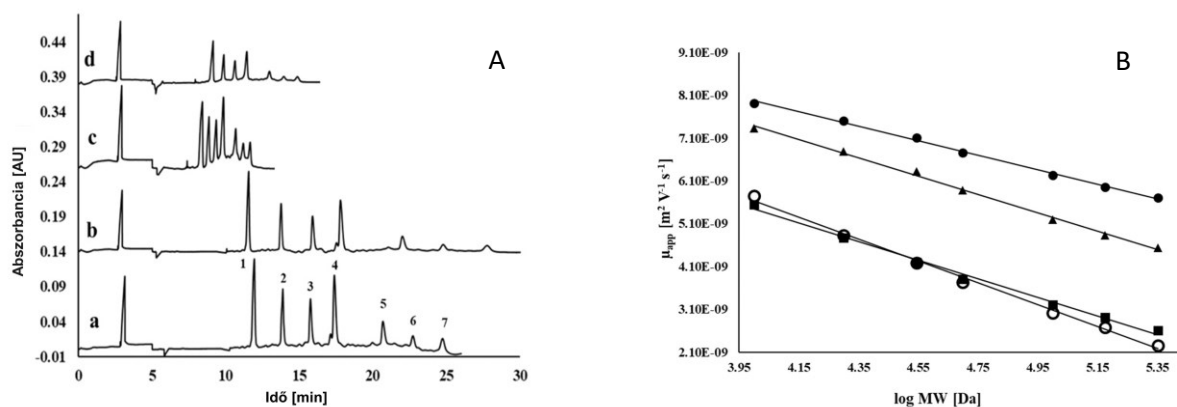 A
Abszorbancia [AU]
0.44
0.39
0.34
0.29
0.24
0.19
0.14
0.09
0.04
-0.01
d
c
b
a
1
2
3
4
5
6
7
0
5
10
15
20
25
30
Idő [min]
B
μapp [m² V⁻¹ s⁻¹]
9.10E-09
8.10E-09
7.10E-09
6.10E-09
5.10E-09
4.10E-09
3.10E-09
2.10E-09
3.95
4.15
4.35
4.55
4.75
4.95
5.15
5.35
log MW [Da]